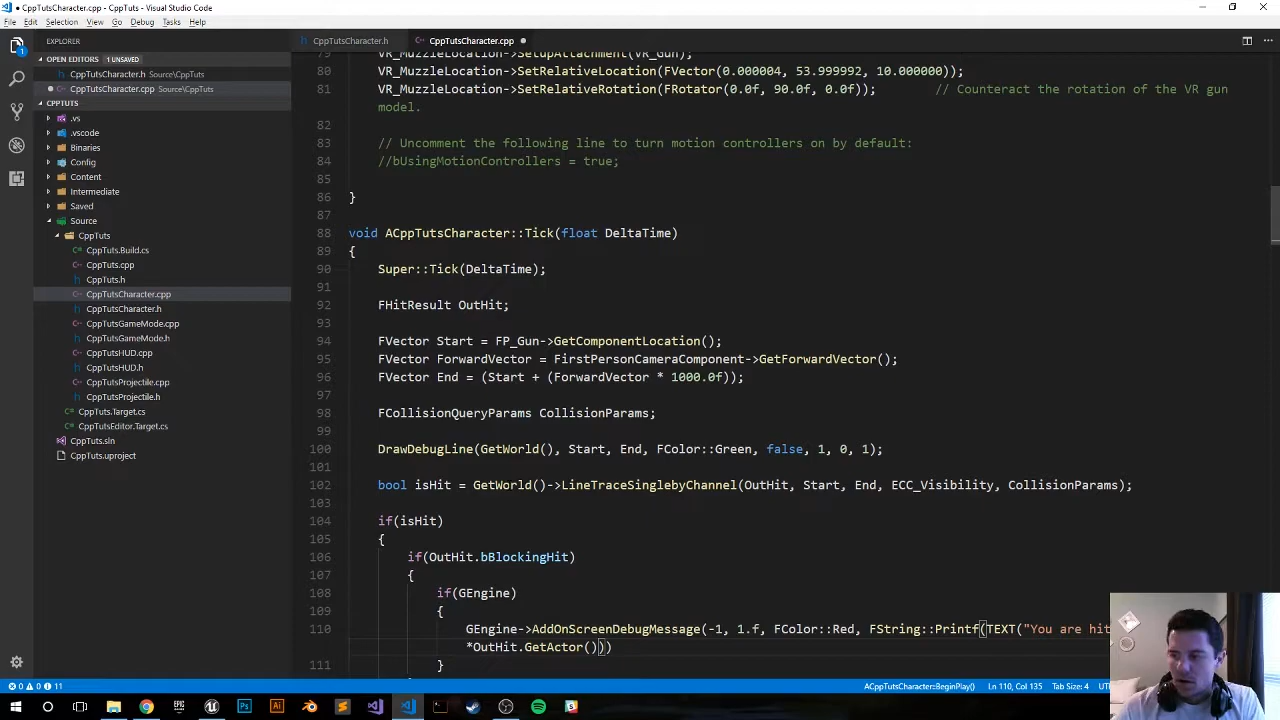 CppTutsCharacter.cpp - Visual Studio Code
File Edit Selection View Go Debug Tasks Help
EXPLORER
OPEN EDITORS 1 UNSAVED
CppTutsCharacter.h Source\CppTuts
CppTutsCharacter.cpp Source\CppTuts
CPPTUTS
.vs
.vscode
Binaries
Config
Content
Intermediate
Saved
Source
CppTuts
CppTuts.Build.cs
CppTuts.cpp
CppTuts.h
CppTutsCharacter.cpp
CppTutsCharacter.h
CppTutsGameMode.cpp
CppTutsGameMode.h
CppTutsHUD.cpp
CppTutsHUD.h
CppTutsProjectile.cpp
CppTutsProjectile.h
CppTuts.Target.cs
CppTutsEditor.Target.cs
CppTuts.sln
CppTuts.uproject
CppTutsCharacter.h CppTutsCharacter.cpp
79 VR_MuzzleLocation->SetupAttachment(VR_Gun);
80 VR_MuzzleLocation->SetRelativeLocation(FVector(0.000004, 53.999992, 10.000000));
81 VR_MuzzleLocation->SetRelativeRotation(FRotator(0.0f, 90.0f, 0.0f)); // Counteract the rotation of the VR gun
model.
82
83 // Uncomment the following line to turn motion controllers on by default:
84 //bUsingMotionControllers = true;
85
86 }
87
88 void ACppTutsCharacter::Tick(float DeltaTime)
89 {
90 Super::Tick(DeltaTime);
91
92 FHitResult OutHit;
93
94 FVector Start = FP_Gun->GetComponentLocation();
95 FVector ForwardVector = FirstPersonCameraComponent->GetForwardVector();
96 FVector End = (Start + (ForwardVector * 1000.0f));
97
98 FCollisionQueryParams CollisionParams;
99
100 DrawDebugLine(GetWorld(), Start, End, FColor::Green, false, 1, 0, 1);
101
102 bool isHit = GetWorld()->LineTraceSinglebyChannel(OutHit, Start, End, ECC_Visibility, CollisionParams);
103
104 if(isHit)
105 {
106 if(OutHit.bBlockingHit)
107 {
108 if(GEngine)
109 {
110 GEngine->AddOnScreenDebugMessage(-1, 1.f, FColor::Red, FString::Printf(TEXT("You are hit
*OutHit.GetActor()))
111 }
0 0 11 ACppTutsCharacter::BeginPlay() Ln 110, Col 135 Tab Size: 4